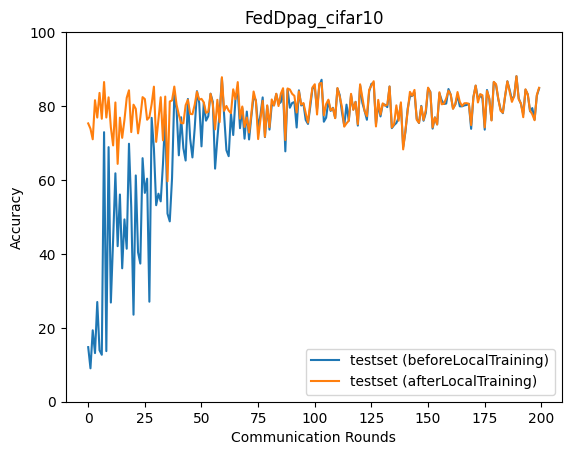 FedDpag_cifar10
100
80
60
40
20
0
Accuracy
0 25 50 75 100 125 150 175 200
Communication Rounds
testset (beforeLocalTraining)
testset (afterLocalTraining)